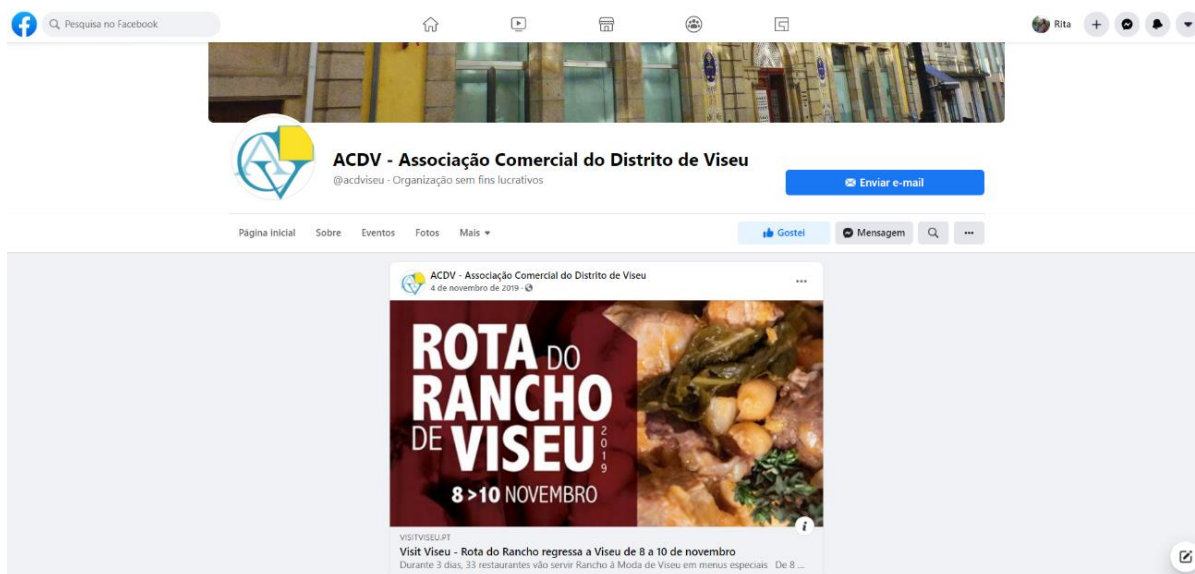 Pesquisa no Facebook
Rita
ACDV - Associação Comercial do Distrito de Viseu
@acdviseu · Organização sem fins lucrativos
Enviar e-mail
Página inicial Sobre Eventos Fotos Mais
Gostei Mensagem
ACDV - Associação Comercial do Distrito de Viseu
4 de novembro de 2019
ROTA DO
RANCHO
DE VISEU 2019
8>10 NOVEMBRO
VISITVISEU.PT
Visit Viseu - Rota do Rancho regressa a Viseu de 8 a 10 de novembro
Durante 3 dias, 33 restaurantes vão servir Rancho à Moda de Viseu em menus especiais De 8 ...